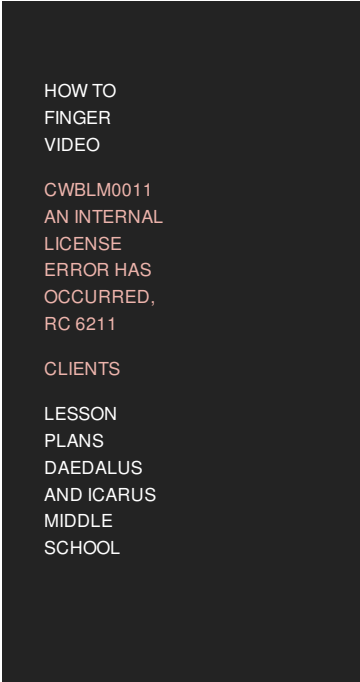 HOW TO
FINGER
VIDEO
CWBLM0011
AN INTERNAL
LICENSE
ERROR HAS
OCCURRED,
RC 6211
CLIENTS
LESSON
PLANS
DAEDALUS
AND ICARUS
MIDDLE
SCHOOL